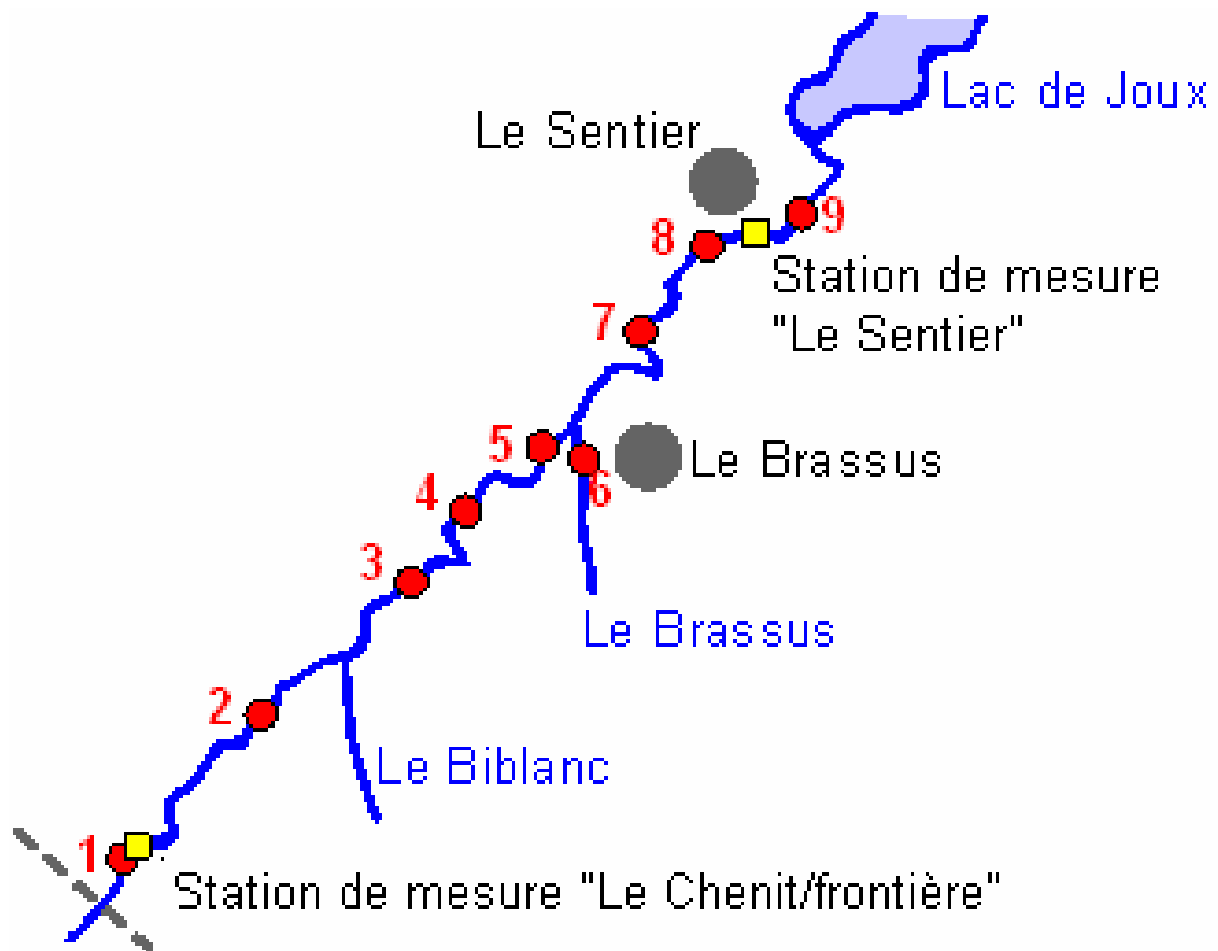 Lac de Joux
Le Sentier
9
8
Station de mesure
"Le Sentier"
7
5
Le Brassus
6
4
3
Le Brassus
2
Le Biblanc
1
Station de mesure "Le Chenit/frontière"